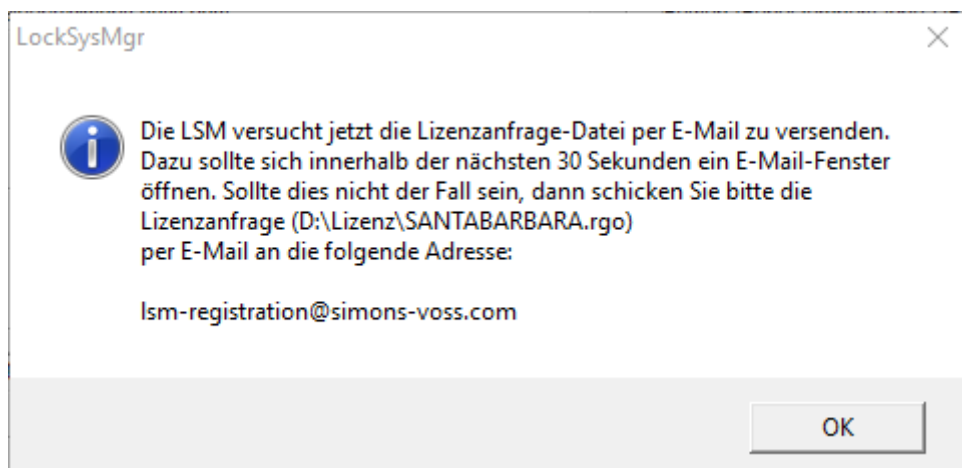 LockSysMgr
Die LSM versucht jetzt die Lizenzanfrage-Datei per E-Mail zu versenden.
Dazu sollte sich innerhalb der nächsten 30 Sekunden ein E-Mail-Fenster
öffnen. Sollte dies nicht der Fall sein, dann schicken Sie bitte die
Lizenzanfrage (D:\Lizenz\SANTABARBARA.rgo)
per E-Mail an die folgende Adresse:
lsm-registration@simons-voss.com
OK